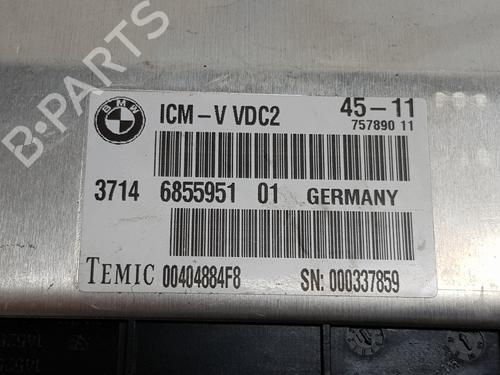 B-PARTS
BMW
ICM-V VDC2 45-11
757890 11
3714 6855951 01 GERMANY
TEMIC 00404884F8 SN: 000337859